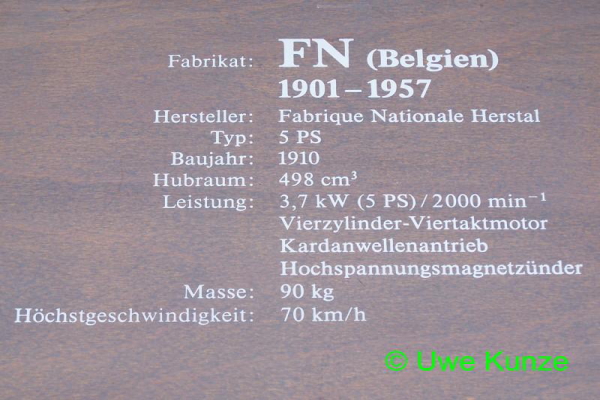 Fabrikat: FN (Belgien)
1901 – 1957
Hersteller: Fabrique Nationale Herstal
Typ: 5 PS
Baujahr: 1910
Hubraum: 498 cm³
Leistung: 3,7 kW (5 PS) / 2000 min⁻¹
Vierzylinder-Viertaktmotor
Kardanwellenantrieb
Hochspannungsmagnetzünder
Masse: 90 kg
Höchstgeschwindigkeit: 70 km/h
© Uwe Kunze